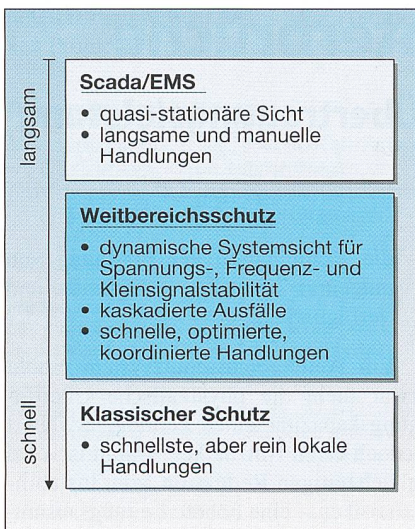 langsam
Scada/EMS
• quasi-stationäre Sicht
• langsame und manuelle
Handlungen
Weitbereichsschutz
• dynamische Systemsicht für
Spannungs-, Frequenz- und
Kleinsignalstabilität
• kaskadierte Ausfälle
• schnelle, optimierte,
koordinierte Handlungen
schnell
Klassischer Schutz
• schnellste, aber rein lokale
Handlungen